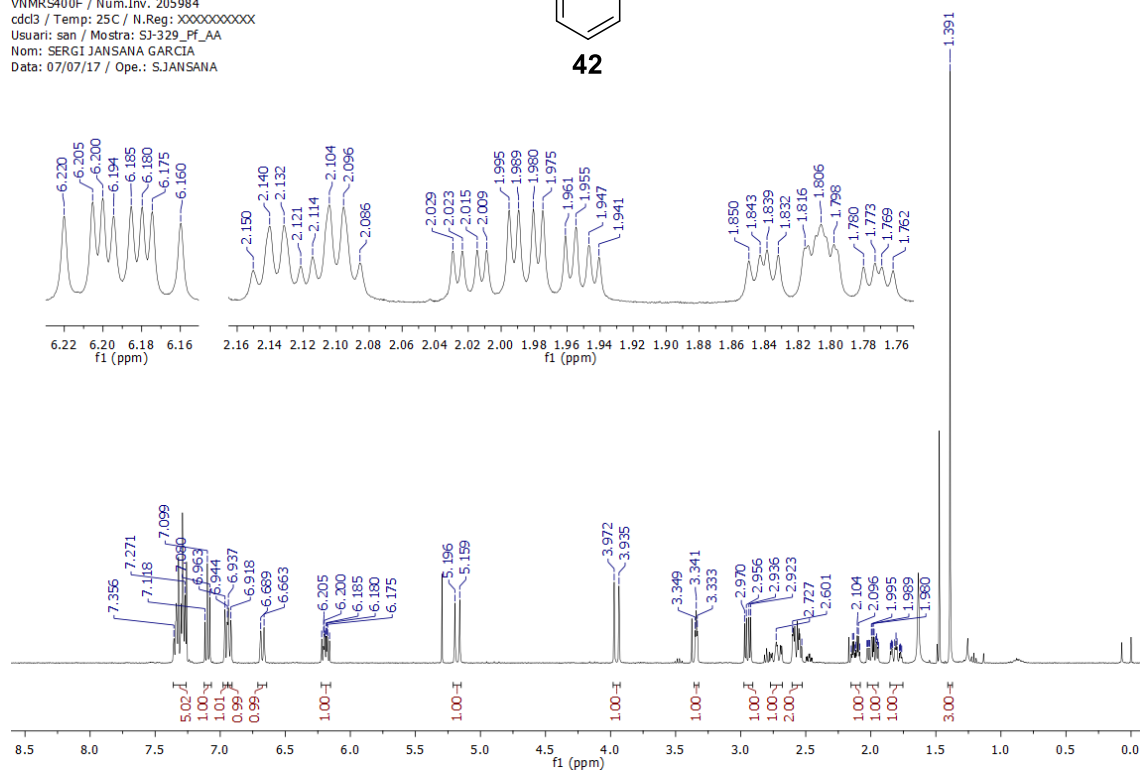 VNMRS400F / Num.Inv. 205984
cdcl3 / Temp: 25C / N.Reg: XXXXXXXXXX
Usuari: san / Mostra: SJ-329_Pf_AA
Nom: SERGI JANSANA GARCIA
Data: 07/07/17 / Ope.: S.JANSANA
42
1.391
6.220 6.205 6.200 6.194 6.185 6.180 6.175 6.160
2.150 2.140 2.132 2.121 2.114 2.104 2.096 2.086
2.029 2.023 2.015 2.009 1.995 1.989 1.980 1.975 1.961 1.955 1.947 1.941
1.850 1.843 1.839 1.832 1.816 1.806 1.798 1.780 1.773 1.769 1.762
6.22 6.20 6.18 6.16
f1 (ppm)
2.16 2.14 2.12 2.10 2.08 2.06 2.04 2.02 2.00 1.98 1.96 1.94 1.92 1.90 1.88 1.86 1.84 1.82 1.80 1.78 1.76
f1 (ppm)
7.356 7.271 7.118 7.099 7.080 6.963 6.944 6.937 6.918 6.689 6.663
6.205 6.200 6.185 6.180 6.175
5.196 5.159
3.972 3.935
3.349 3.341 3.333
2.970 2.956 2.936 2.923 2.727 2.601
2.104 2.096 1.995 1.989 1.980
5.02 1.00 1.01 0.99 0.99 1.00 1.00 1.00 1.00 1.00 1.00 2.00 1.00 1.00 1.00 3.00
8.5 8.0 7.5 7.0 6.5 6.0 5.5 5.0 4.5 4.0 3.5 3.0 2.5 2.0 1.5 1.0 0.5 0.0
f1 (ppm)